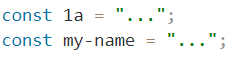 const 1a = "...";
const my-name = "...";